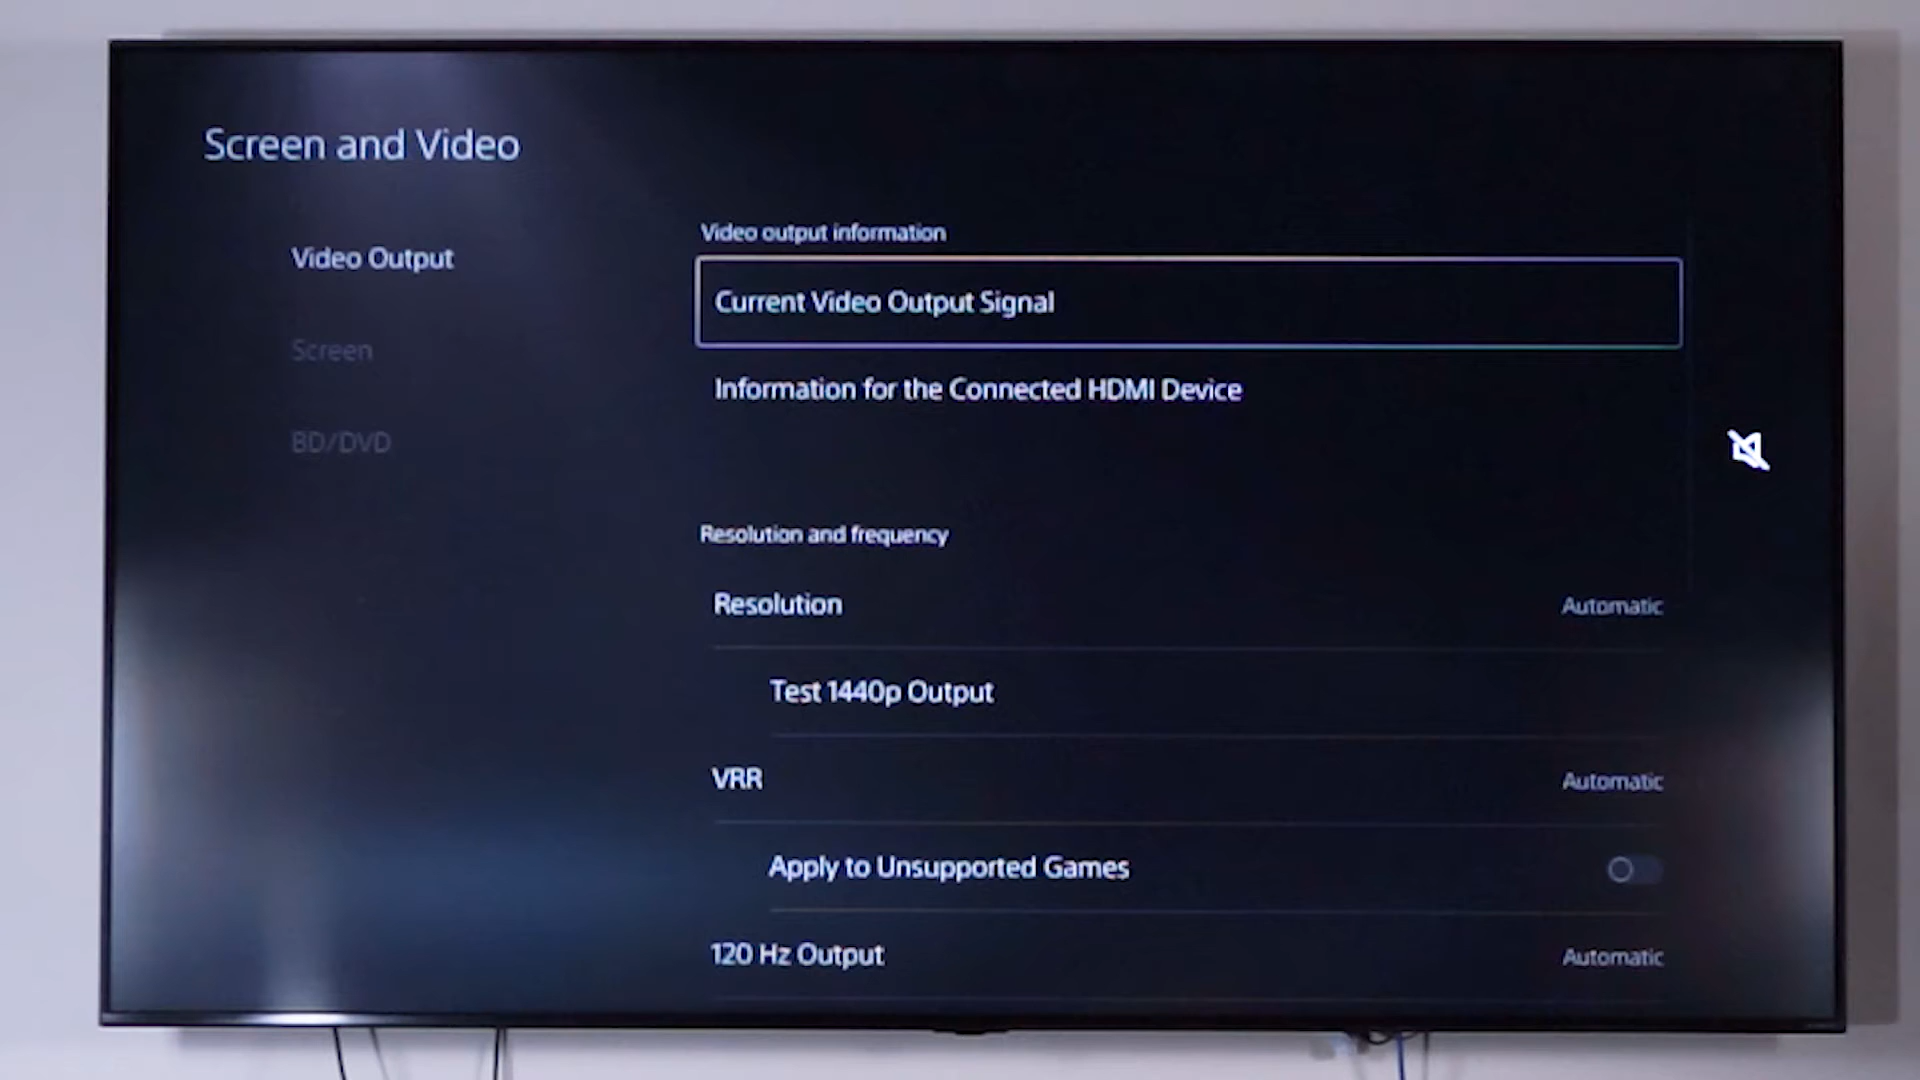 Screen and Video
Video Output
Screen
BD/DVD
Video output information
Current Video Output Signal
Information for the Connected HDMI Device
Resolution and frequency
Resolution Automatic
Test 1440p Output
VRR Automatic
Apply to Unsupported Games
120 Hz Output Automatic